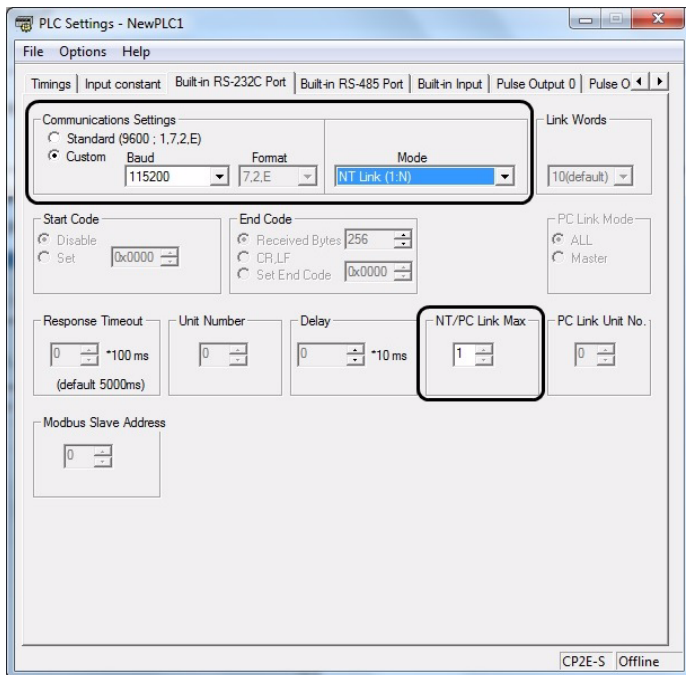 PLC Settings - NewPLC1
File Options Help
Timings Input constant Built-in RS-232C Port Built-in RS-485 Port Built-in Input Pulse Output 0 Pulse O
Communications Settings
Standard (9600 ; 1,7,2,E)
Custom Baud Format Mode
115200 7,2,E NT Link (1:N)
Link Words
10(default)
Start Code
Disable
Set 0x0000
End Code
Received Bytes 256
CR,LF
Set End Code 0x0000
PC Link Mode
ALL
Master
Response Timeout
0 *100 ms
(default 5000ms)
Unit Number
0
Delay
0 *10 ms
NT/PC Link Max
1
PC Link Unit No.
0
Modbus Slave Address
0
CP2E-S Offline